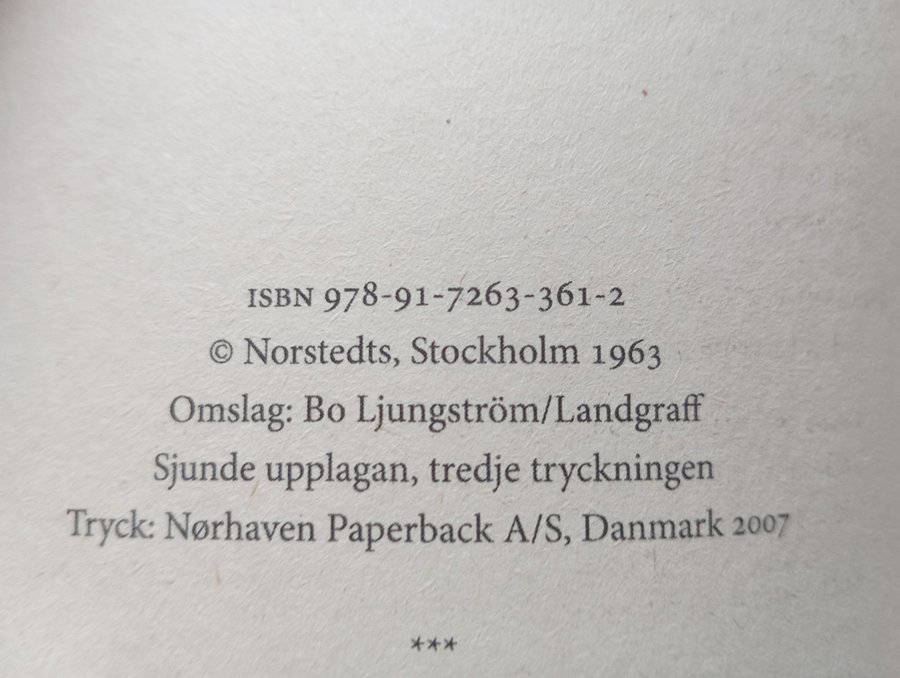 ISBN 978-91-7263-361-2
© Norstedts, Stockholm 1963
Omslag: Bo Ljungström/Landgraff
Sjunde upplagan, tredje tryckningen
Tryck: Nørhaven Paperback A/S, Danmark 2007
***